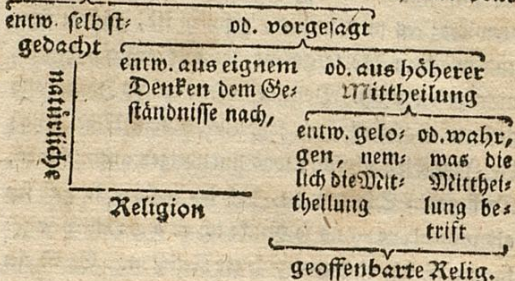 entw. selbst⸗
gedacht
od. vorgesagt
entw. aus eignem
Denken dem Ge⸗
ständnisse nach,
od. aus höherer
Mittheilung
entw. gelo⸗
gen, nem⸗
lich die Mit⸗
theilung
od. wahr,
was die
Mitthei⸗
lung be⸗
trift
natürliche
Religion
geoffenbarte Relig.